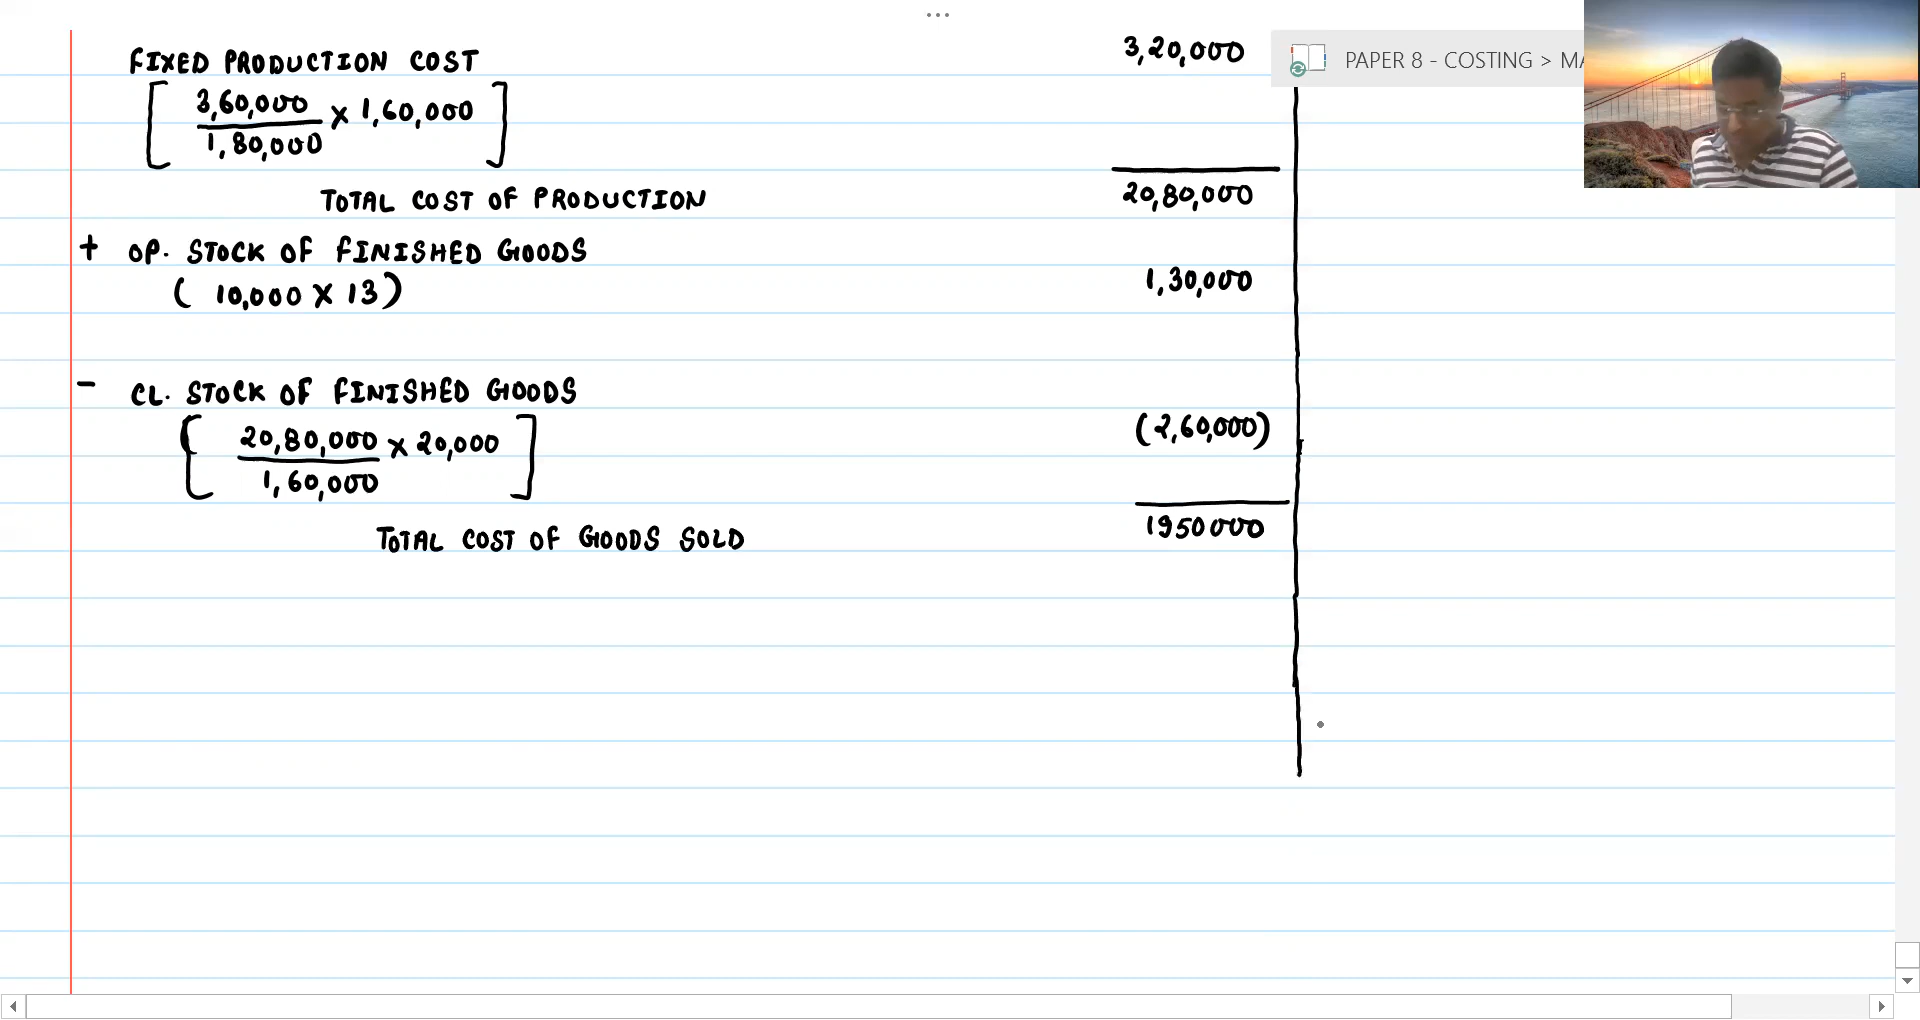 ...
FIXED PRODUCTION COST 3,20,000
PAPER 8 - COSTING > MA
[ 3,60,000
1,80,000 x 1,60,000 ]
TOTAL COST OF PRODUCTION 20,80,000
+ OP. STOCK OF FINISHED GOODS
( 10,000 X 13 ) 1,30,000
- CL. STOCK OF FINISHED GOODS
[ 20,80,000
1,60,000 x 20,000 ] (2,60,000)
TOTAL COST OF GOODS SOLD 1950000